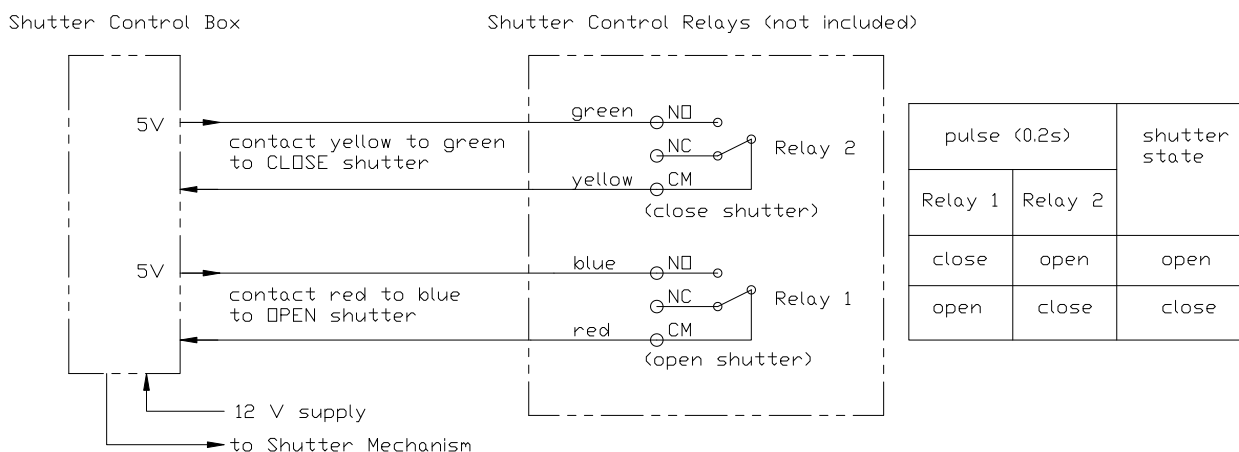 Shutter Control Box
Shutter Control Relays (not included)
5V
contact yellow to green
to CLOSE shutter
green
NO
NC
Relay 2
yellow
CM
(close shutter)
5V
contact red to blue
to OPEN shutter
blue
NO
NC
Relay 1
red
CM
(open shutter)
12 V supply
to Shutter Mechanism
pulse (0.2s)
shutter
state
Relay 1
Relay 2
close
open
open
open
close
close